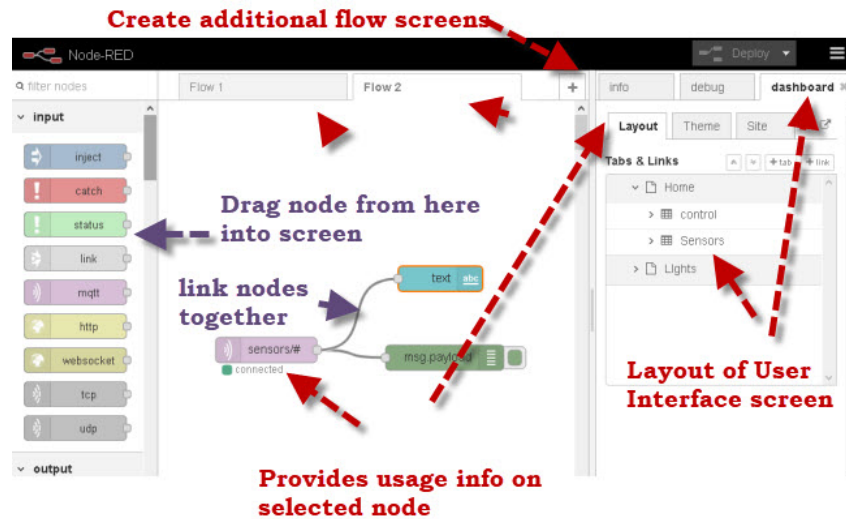 Create additional flow screens
Node-RED
Deploy
filter nodes
Flow 1
Flow 2
+
info
debug
dashboard
input
Layout
Theme
Site
Tabs & Links
+ tab
+ link
inject
catch
status
link
mqtt
http
websocket
tcp
udp
output
Drag node from here
into screen
link nodes
together
text
abc
sensors/#
connected
msg.payload
Home
control
Sensors
Lights
Layout of User
Interface screen
Provides usage info on
selected node